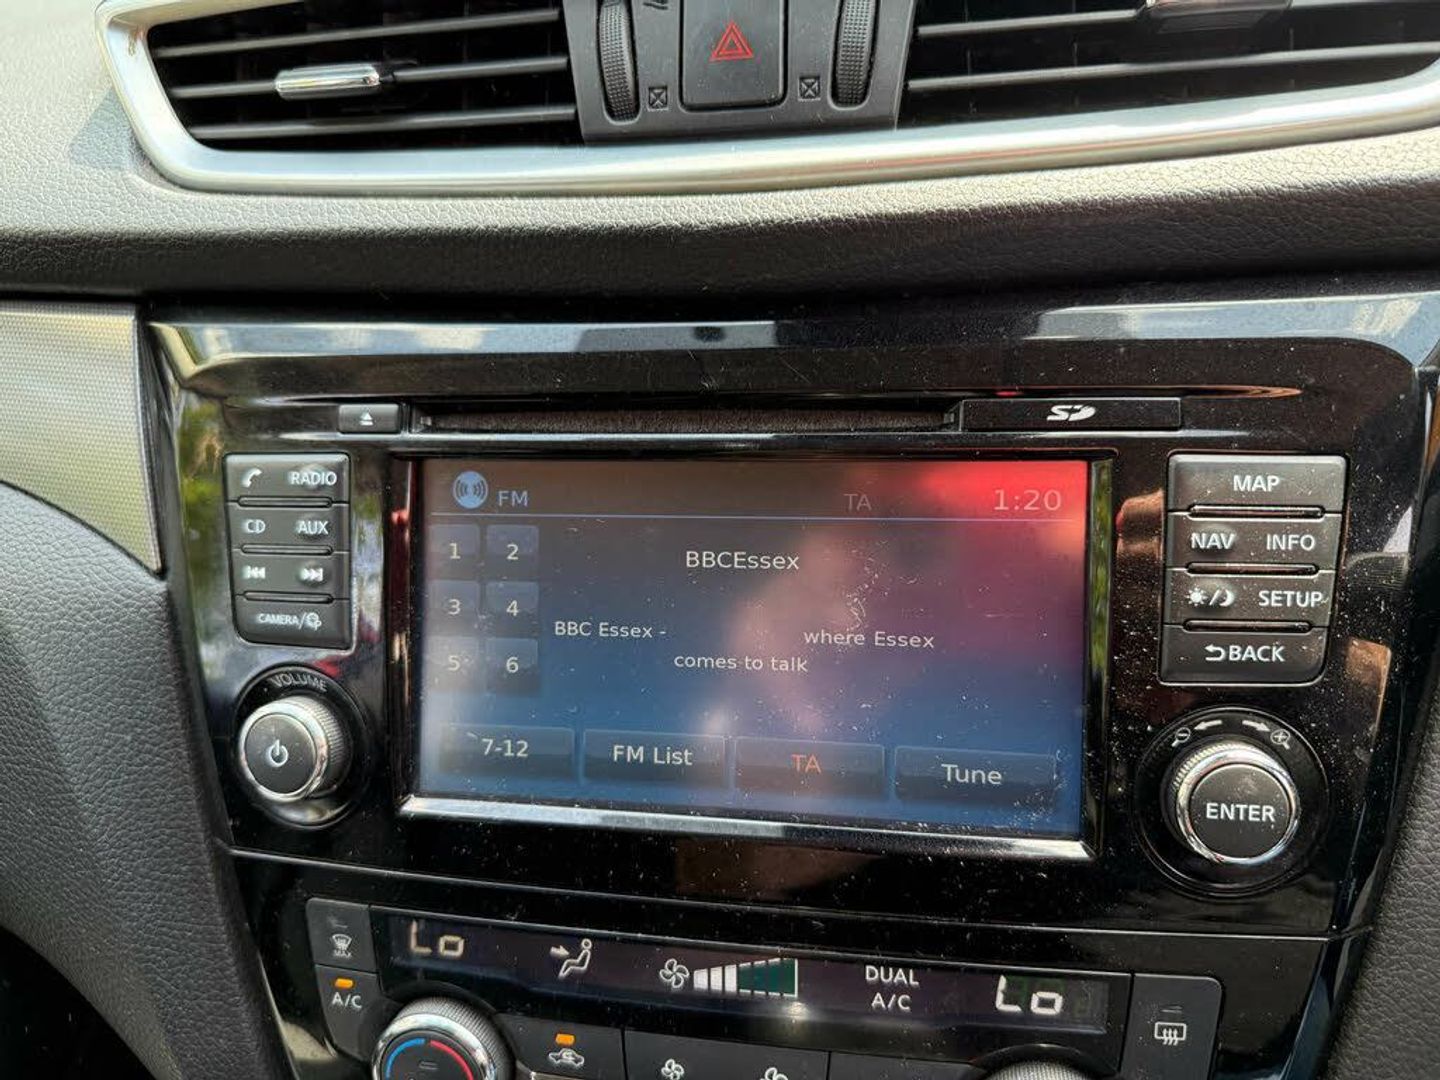 SD
RADIO
CD AUX
CAMERA/
VOLUME
FM TA 1:20
1 2
BBCEssex
3 4
BBC Essex - where Essex
comes to talk
5 6
7-12 FM List TA Tune
MAP
NAV INFO
SETUP
BACK
ENTER
MAX
A/C
Lo DUAL Lo
A/C